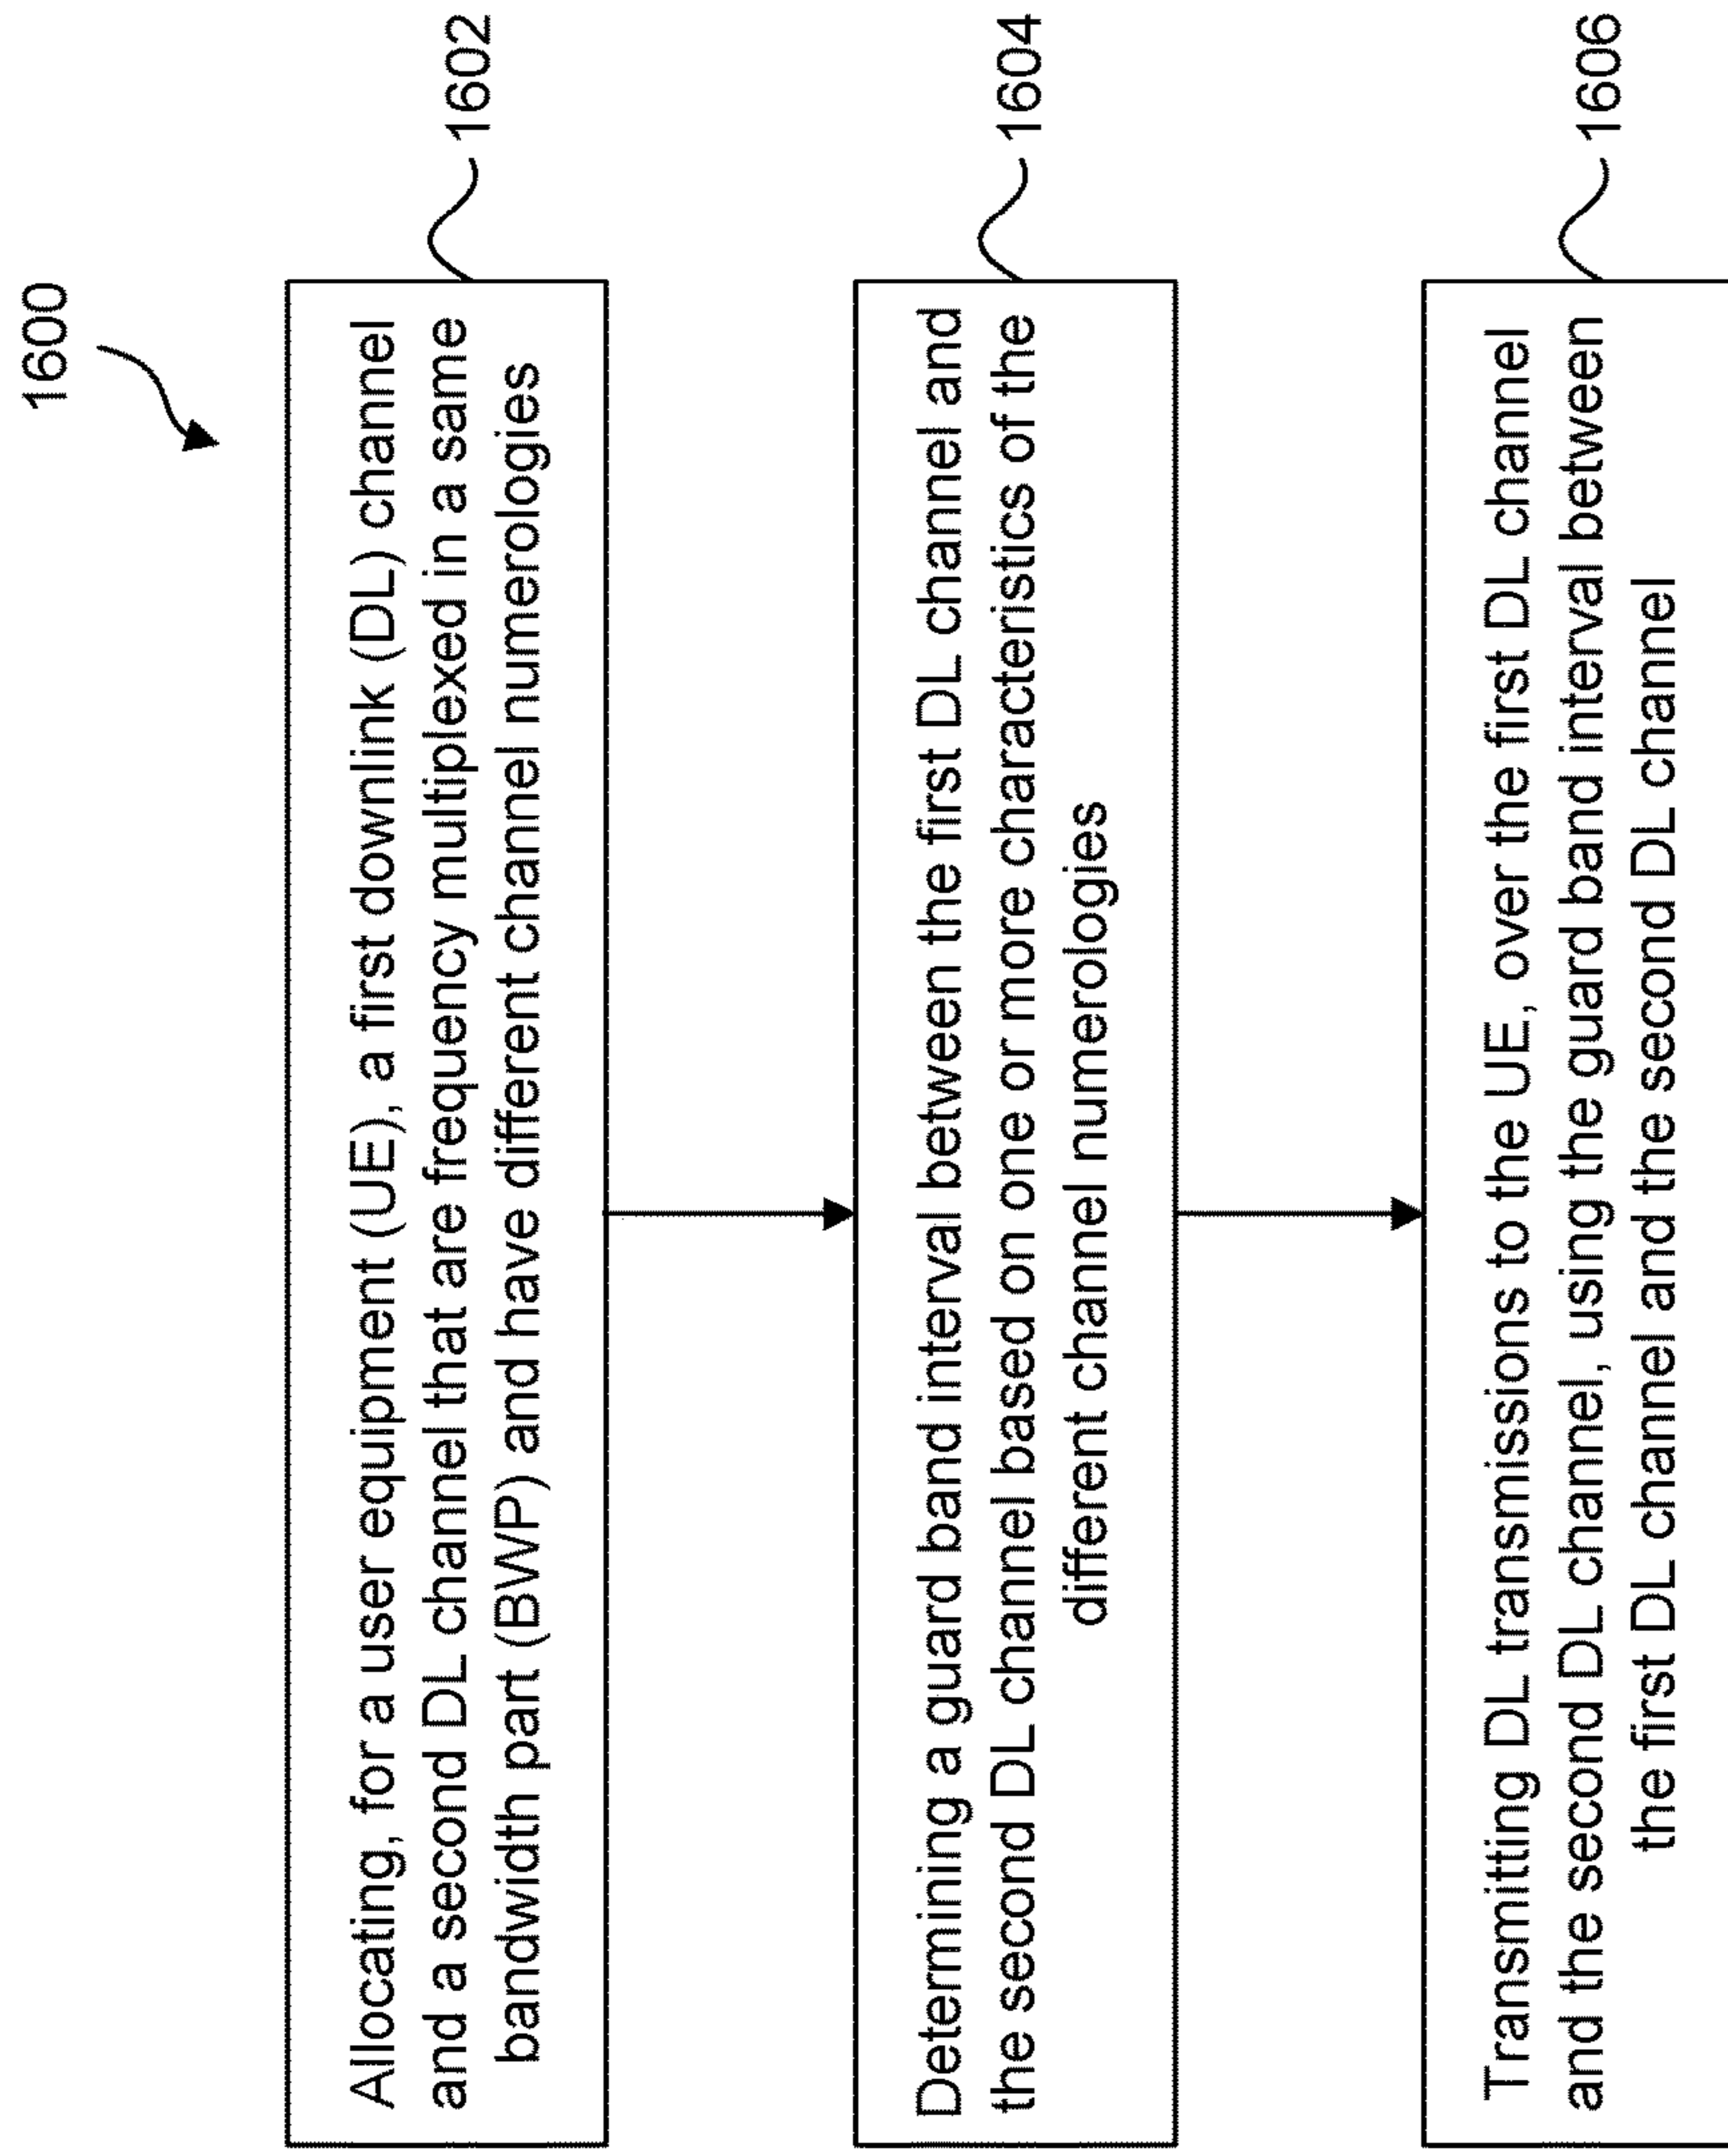 1600
Allocating, for a user equipment (UE), a first downlink (DL) channel
and a second DL channel that are frequency multiplexed in a same
bandwidth part (BWP) and have different channel numerologies
1602
Determining a guard band interval between the first DL channel and
the second DL channel based on one or more characteristics of the
different channel numerologies
1604
Transmitting DL transmissions to the UE, over the first DL channel
and the second DL channel, using the guard band interval between
the first DL channel and the second DL channel
1606